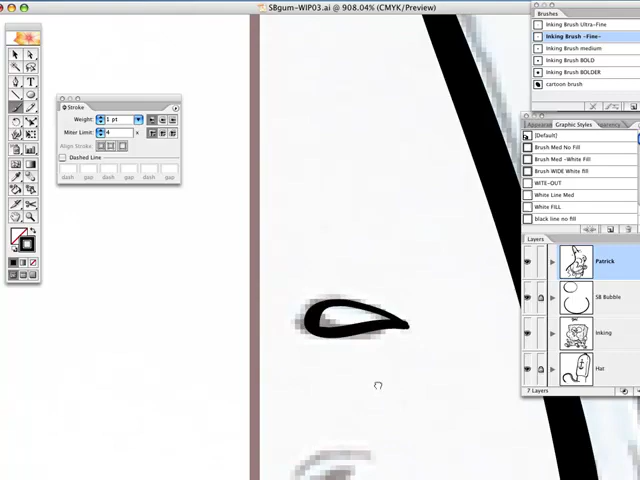 SBgum-WIP03.ai @ 908.04% (CMYK/Preview)
Brushes
Inking Brush Ultra-Fine
Inking Brush -Fine-
Inking Brush medium
Inking Brush BOLD
Inking Brush BOLDER
cartoon brush
Stroke
Weight: 1 pt
Miter Limit: 4 x
Align Stroke:
Dashed Line
dash gap dash gap dash gap
Graphic Styles
[Default]
Brush Med No Fill
Brush Med -White Fill
Brush WIDE White fill
WITE-OUT
White Line Med
White FILL
black line no fill
Layers
Patrick
SB Bubble
Inking
Hat
7 Layers
T